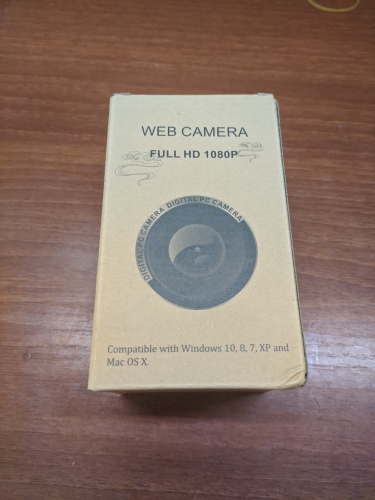 WEB CAMERA
FULL HD 1080P
DIGITAL PC CAMERA DIGITAL PC CAMERA
Compatible with Windows 10, 8, 7, XP and
Mac OS X.